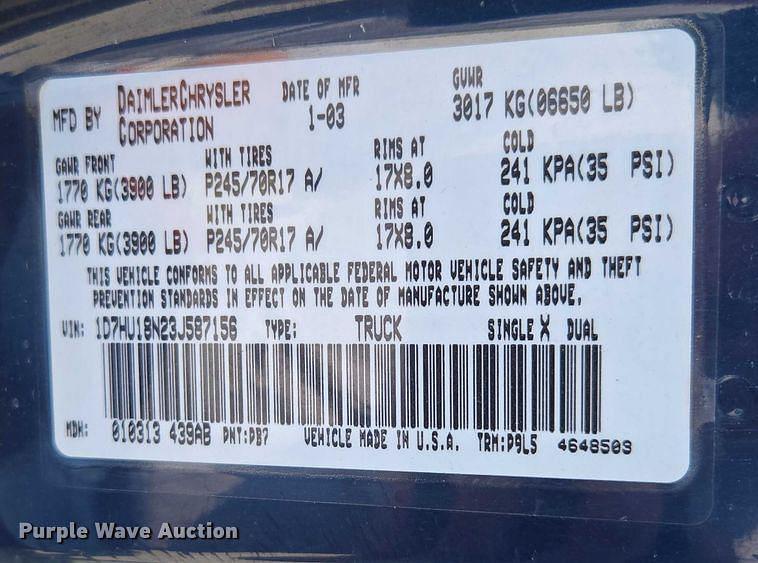 MFD BY DAIMLERCHRYSLER CORPORATION DATE OF MFR 1-03 GVWR 3017 KG(06650 LB)
GAWR FRONT WITH TIRES RIMS AT COLD
1770 KG(3900 LB) P245/70R17 A/ 17X8.0 241 KPA(35 PSI)
GAWR REAR WITH TIRES RIMS AT COLD
1770 KG(3900 LB) P245/70R17 A/ 17X8.0 241 KPA(35 PSI)
THIS VEHICLE CONFORMS TO ALL APPLICABLE FEDERAL MOTOR VEHICLE SAFETY AND THEFT
PREVENTION STANDARDS IN EFFECT ON THE DATE OF MANUFACTURE SHOWN ABOVE.
VIN: 1D7HU18N23J587156 TYPE: TRUCK SINGLE X DUAL
MDH: 010313 439AB PNT:PB7 VEHICLE MADE IN U.S.A. TRM:P9L5 4648503
Purple Wave Auction